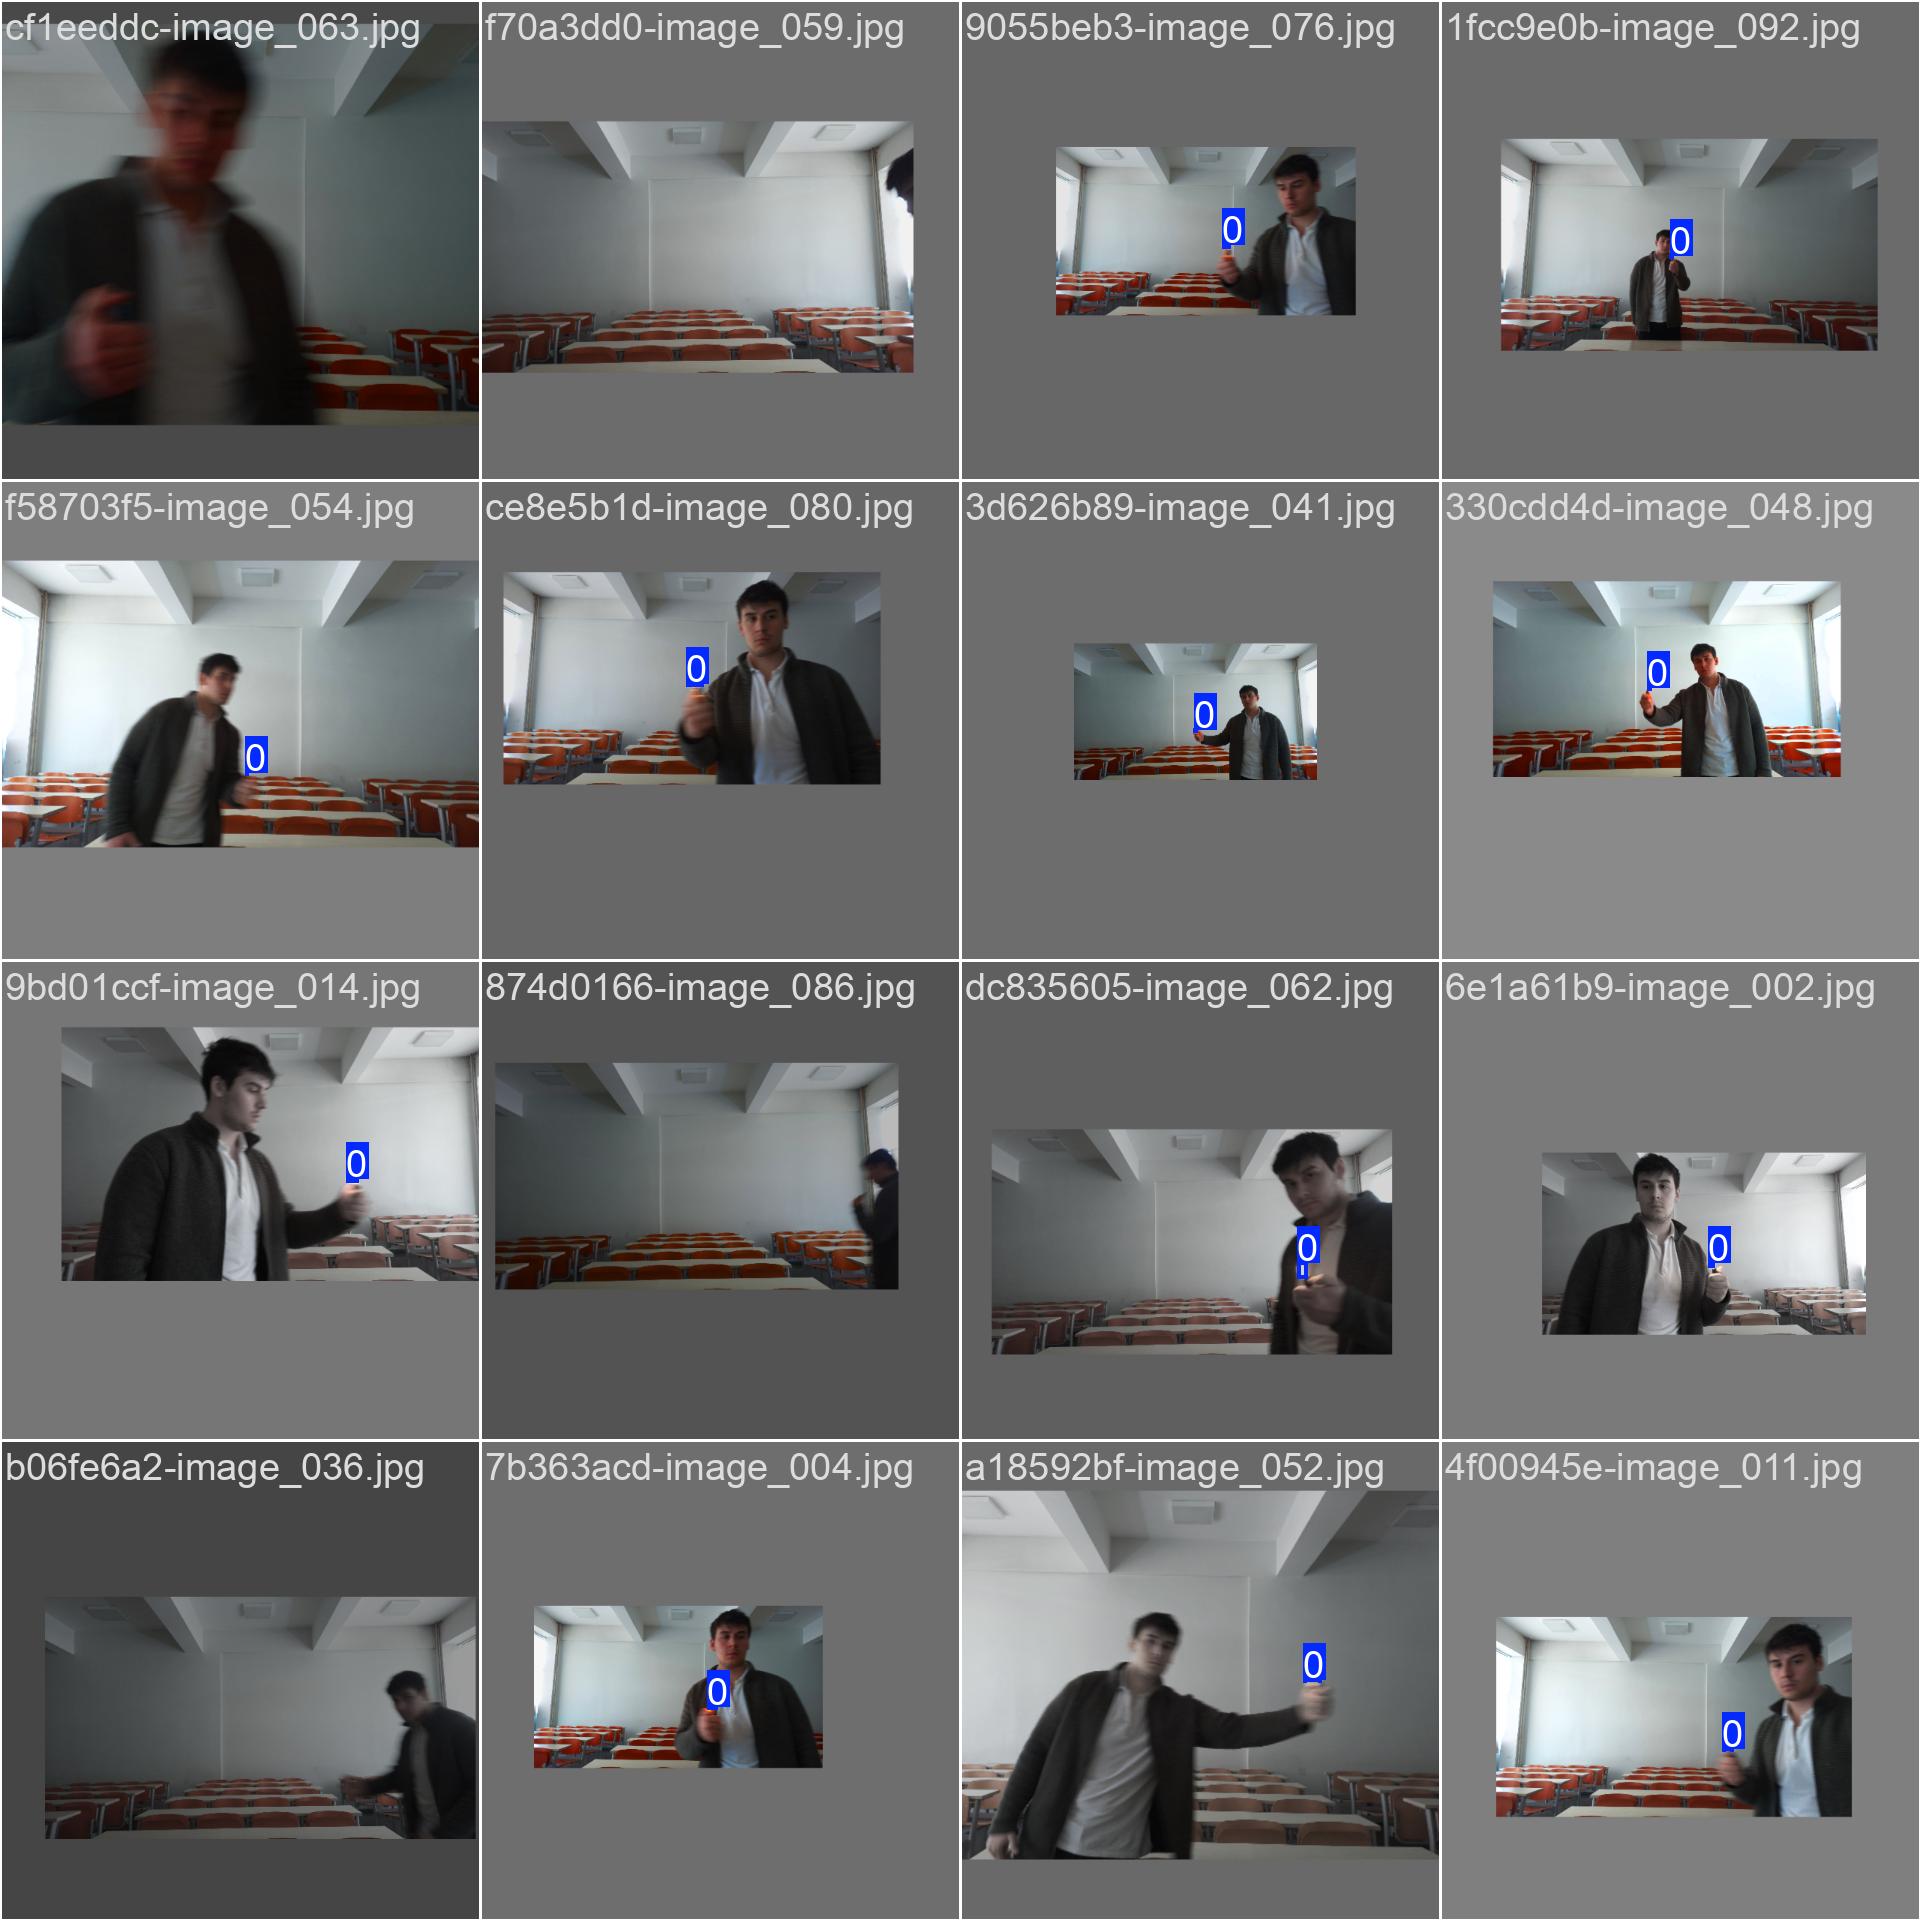 cf1eeddc-image_063.jpg
f70a3dd0-image_059.jpg
9055beb3-image_076.jpg
1fcc9e0b-image_092.jpg
0
0
f58703f5-image_054.jpg
ce8e5b1d-image_080.jpg
3d626b89-image_041.jpg
330cdd4d-image_048.jpg
0
0
0
0
9bd01ccf-image_014.jpg
874d0166-image_086.jpg
dc835605-image_062.jpg
6e1a61b9-image_002.jpg
0
0
0
b06fe6a2-image_036.jpg
7b363acd-image_004.jpg
a18592bf-image_052.jpg
4f00945e-image_011.jpg
0
0
0